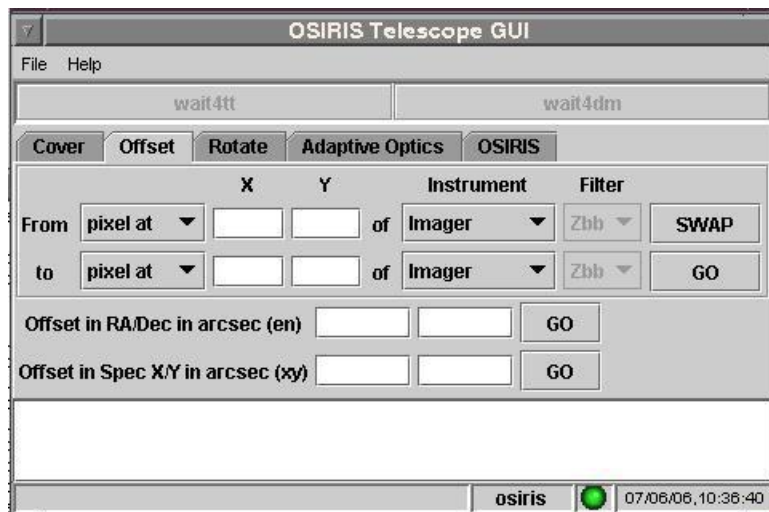 OSIRIS Telescope GUI
File Help
wait4tt wait4dm
Cover Offset Rotate Adaptive Optics OSIRIS
X Y Instrument Filter
From pixel at of Imager Zbb SWAP
to pixel at of Imager Zbb GO
Offset in RA/Dec in arcsec (en) GO
Offset in Spec X/Y in arcsec (xy) GO
osiris 07/06/06,10:36:40